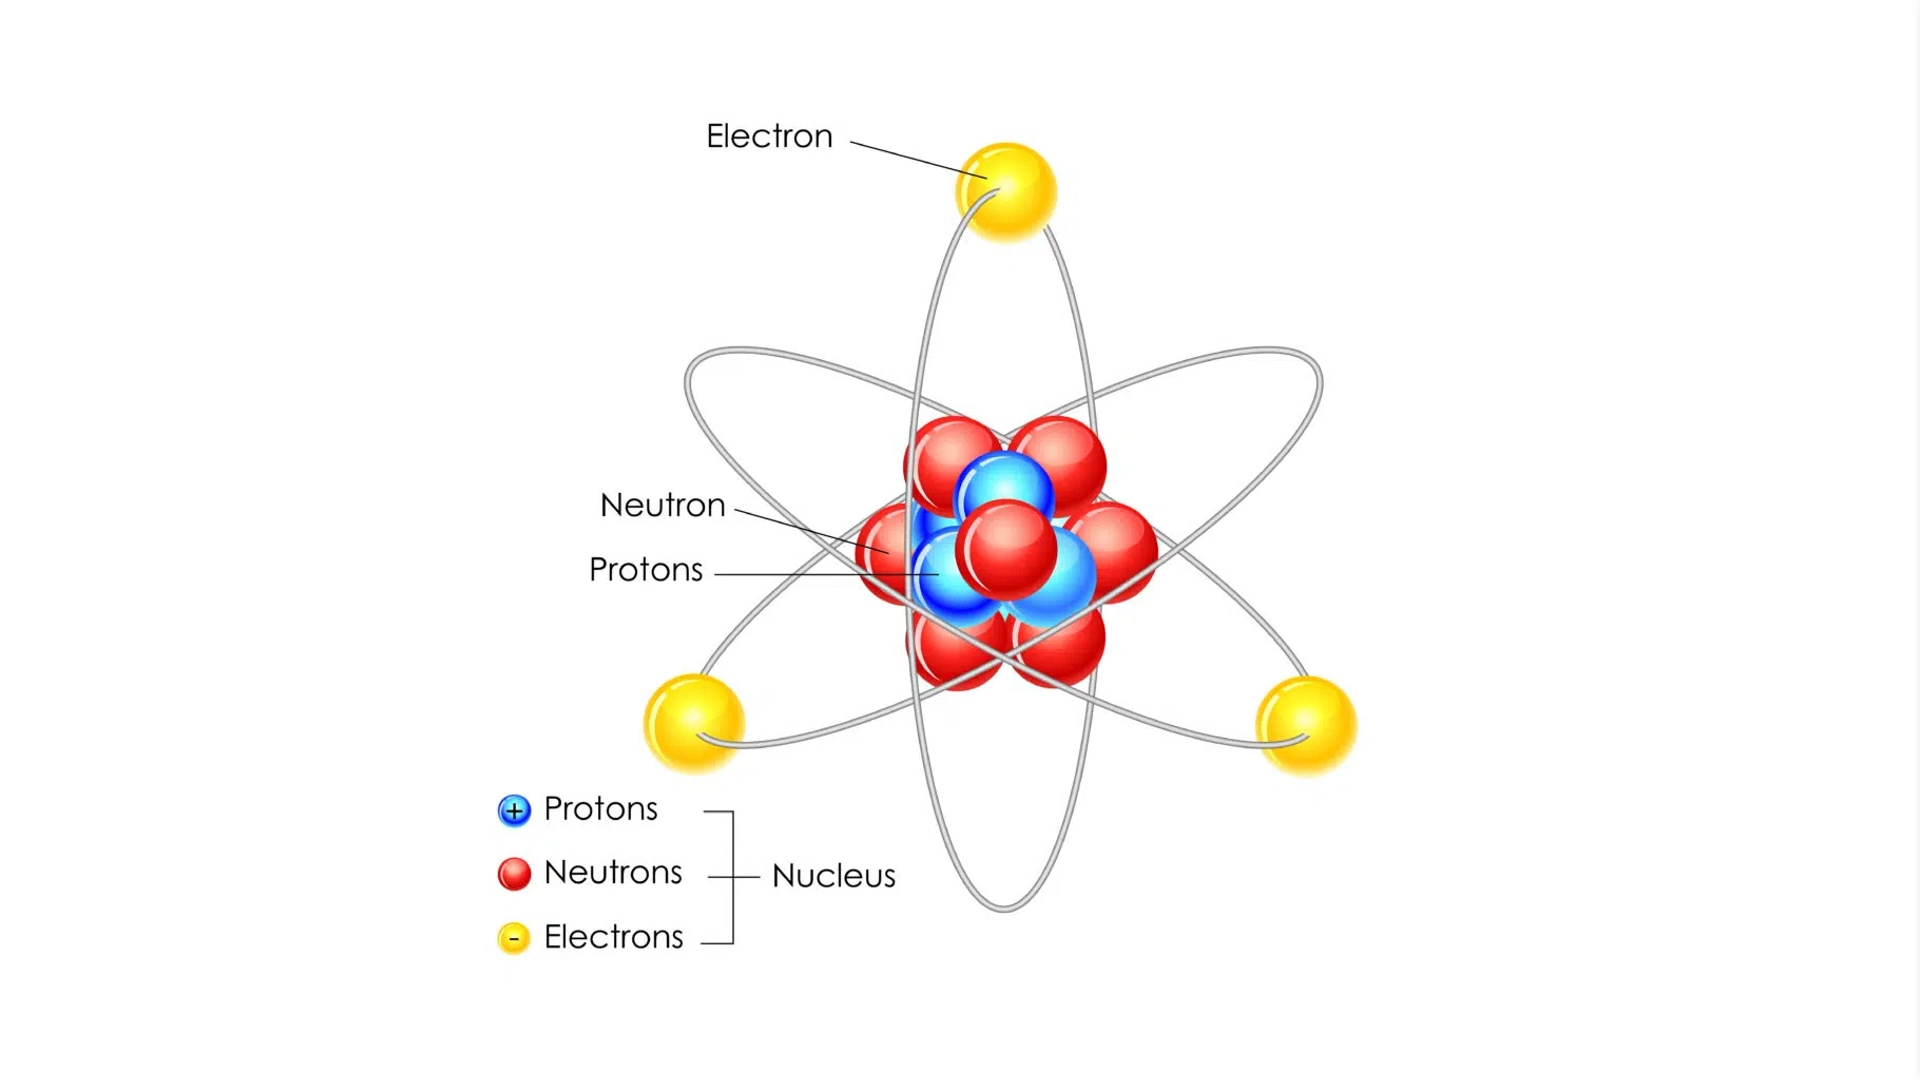 Electron
Neutron
Protons
+ Protons
Neutrons
Nucleus
- Electrons